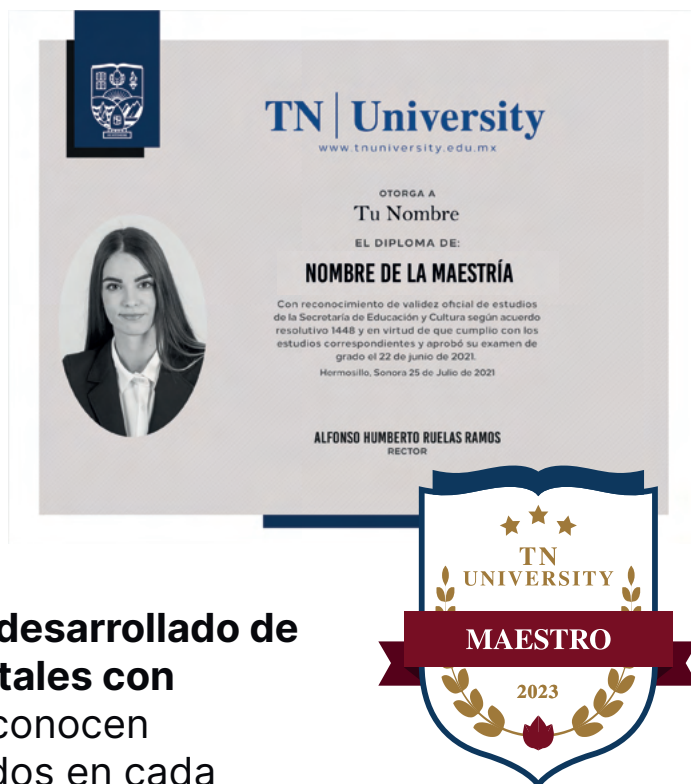 TN | University
www.tnuniversity.edu.mx
OTORGA A
Tu Nombre
EL DIPLOMA DE:
NOMBRE DE LA MAESTRÍA
Con reconocimiento de validez oficial de estudios
de la Secretaría de Educación y Cultura según acuerdo
resolutivo 1448 y en virtud de que cumplio con los
estudios correspondientes y aprobó su examen de
grado el 22 de junio de 2021.
Hermosillo, Sonora 25 de Julio de 2021
ALFONSO HUMBERTO RUELAS RAMOS
RECTOR
TN
UNIVERSITY
MAESTRO
2023
desarrollado de
tales con
conocen
dos en cada